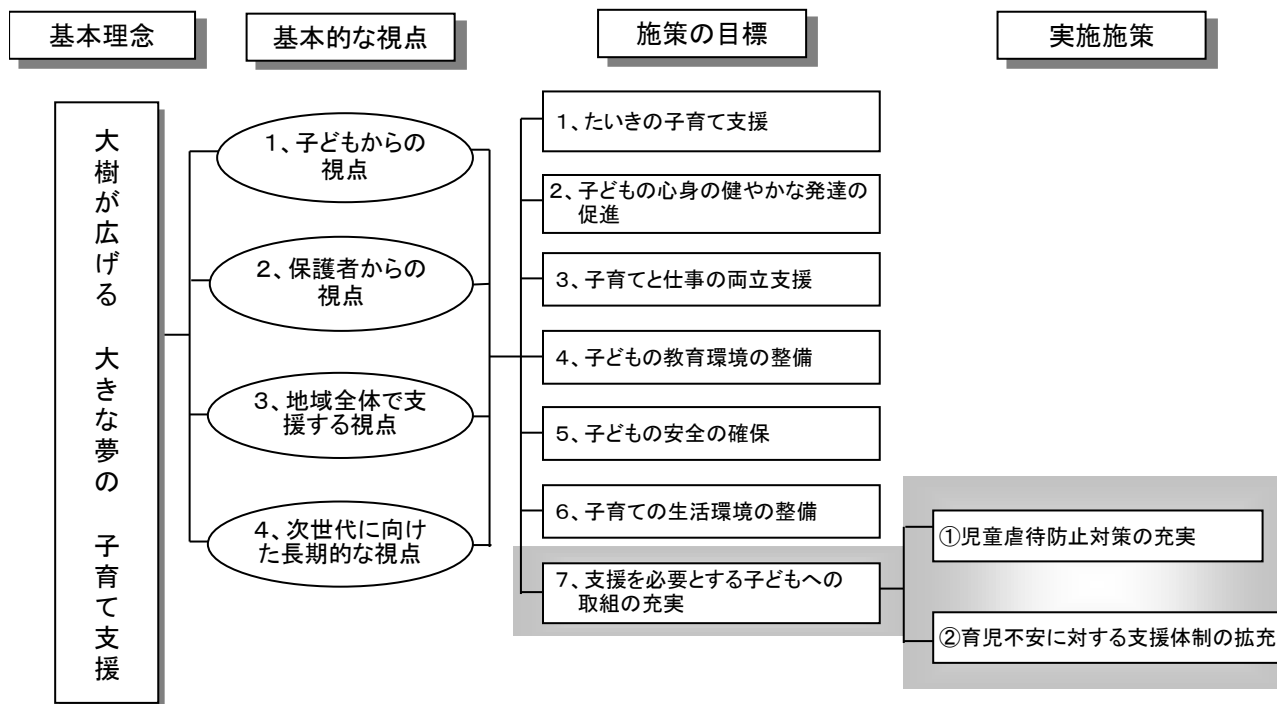 基本理念
基本的な視点
施策の目標
実施施策
大樹が広げる 大きな夢の 子育て支援
1、子どもからの
視点
2、保護者からの
視点
3、地域全体で支
援する視点
4、次世代に向け
た長期的な視点
1、たいきの子育て支援
2、子どもの心身の健やかな発達の
促進
3、子育てと仕事の両立支援
4、子どもの教育環境の整備
5、子どもの安全の確保
6、子育ての生活環境の整備
7、支援を必要とする子どもへの
取組の充実
①児童虐待防止対策の充実
②育児不安に対する支援体制の拡充